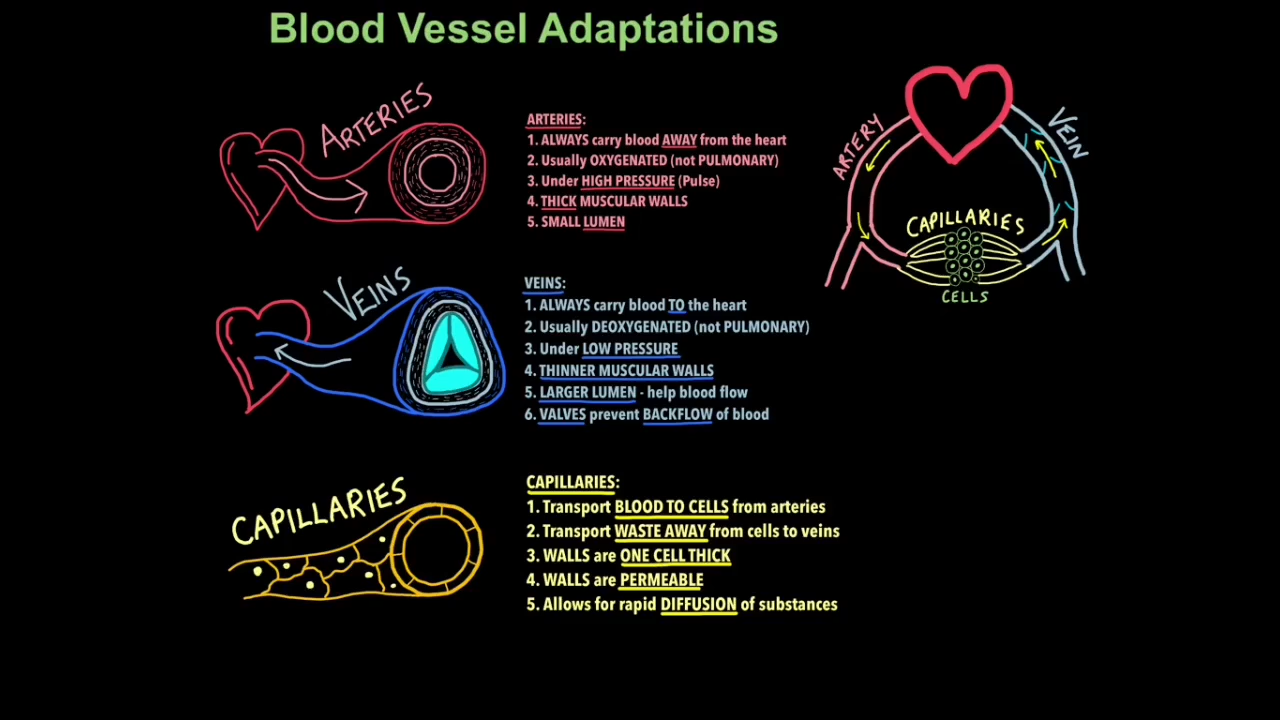 Blood Vessel Adaptations
ARTERIES
ARTERIES:
1. ALWAYS carry blood AWAY from the heart
2. Usually OXYGENATED (not PULMONARY)
3. Under HIGH PRESSURE (Pulse)
4. THICK MUSCULAR WALLS
5. SMALL LUMEN
ARTERY
VEIN
CAPILLARIES
CELLS
VEINS
VEINS:
1. ALWAYS carry blood TO the heart
2. Usually DEOXYGENATED (not PULMONARY)
3. Under LOW PRESSURE
4. THINNER MUSCULAR WALLS
5. LARGER LUMEN - help blood flow
6. VALVES prevent BACKFLOW of blood
CAPILLARIES
CAPILLARIES:
1. Transport BLOOD TO CELLS from arteries
2. Transport WASTE AWAY from cells to veins
3. WALLS are ONE CELL THICK
4. WALLS are PERMEABLE
5. Allows for rapid DIFFUSION of substances